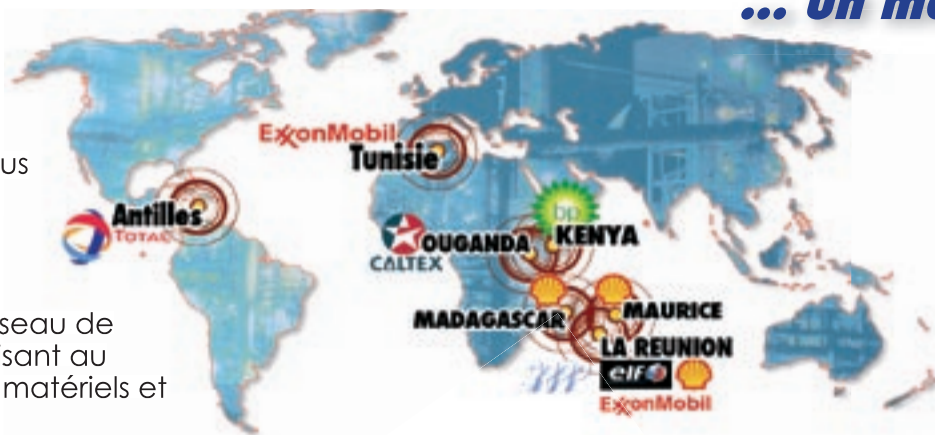 ... un
us
seau de
isant au
matériels et
ExxonMobil
Tunisie
Antilles
TOTAL
bp
KENYA
OUGANDA
CALTEX
MADAGASCAR
MAURICE
LA REUNION
elf
ExxonMobil